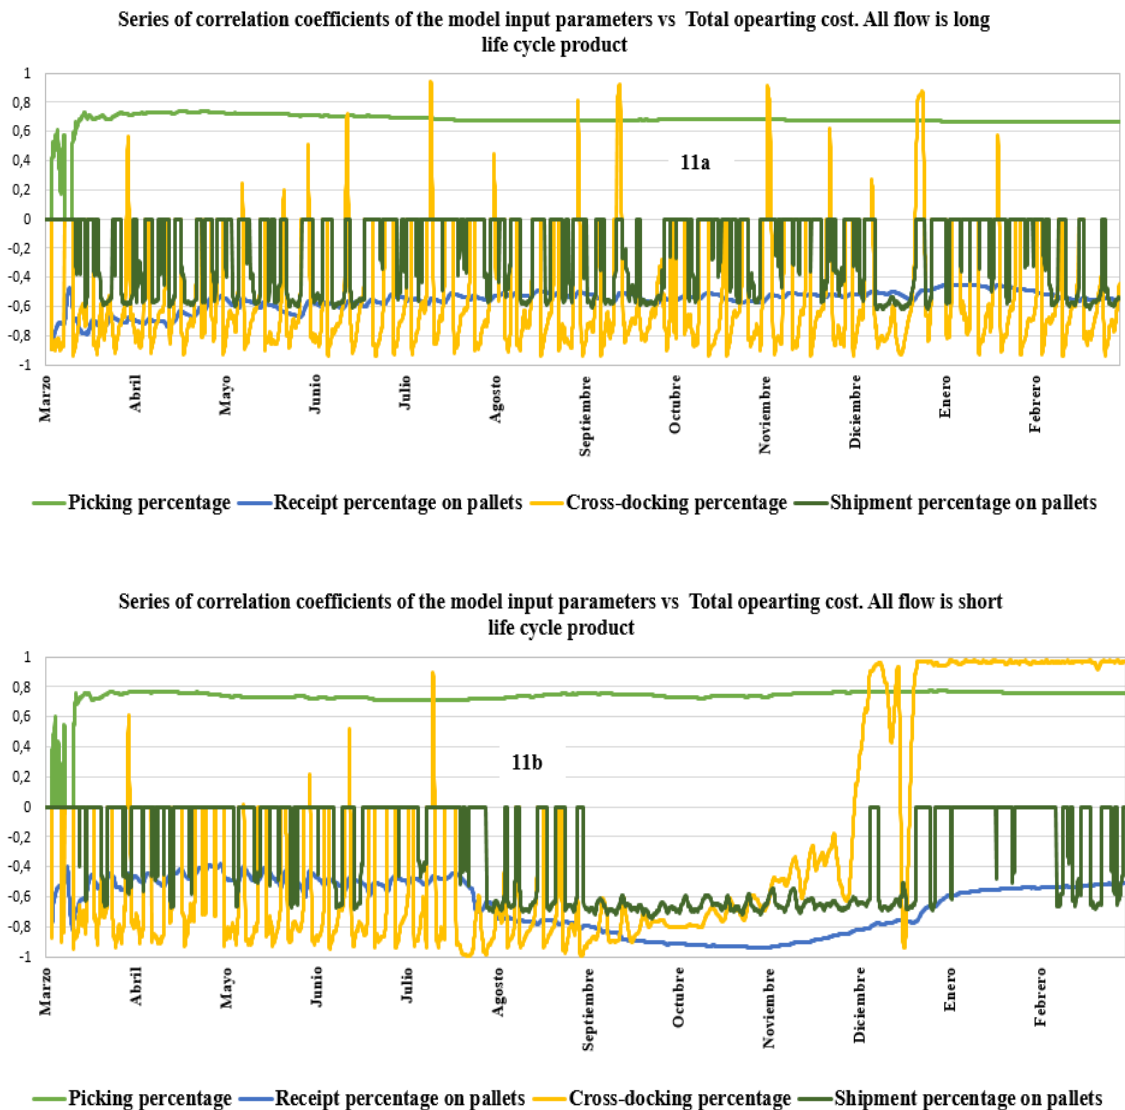 Series of correlation coefficients of the model input parameters vs Total opearting cost. All flow is long
life cycle product
1
0,8
0,6
0,4
0,2
0
-0,2
-0,4
-0,6
-0,8
-1
11a
Marzo
Abril
Mayo
Junio
Julio
Agosto
Septiembre
Octubre
Noviembre
Diciembre
Enero
Febrero
Picking percentage Receipt percentage on pallets Cross-docking percentage Shipment percentage on pallets
Series of correlation coefficients of the model input parameters vs Total opearting cost. All flow is short
life cycle product
1
0,8
0,6
0,4
0,2
0
-0,2
-0,4
-0,6
-0,8
-1
11b
Marzo
Abril
Mayo
Junio
Julio
Agosto
Septiembre
Octubre
Noviembre
Diciembre
Enero
Febrero
Picking percentage Receipt percentage on pallets Cross-docking percentage Shipment percentage on pallets